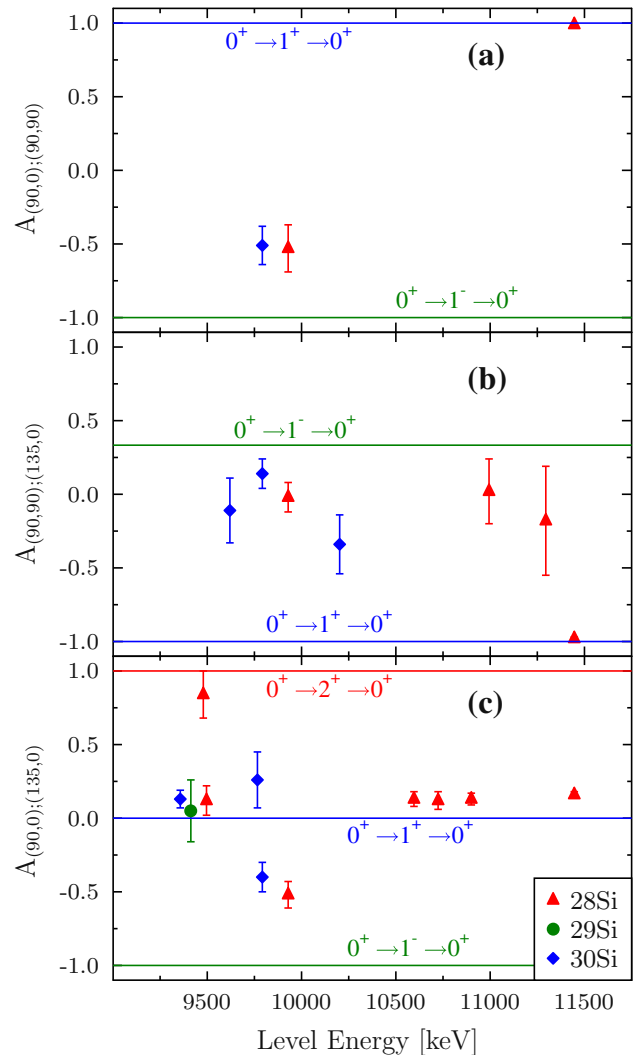 1.0
0⁺ →1⁺ →0⁺
(a)
0.5
0.0
-0.5
0⁺ →1⁻ →0⁺
-1.0
A(90,0);(90,90)
1.0
(b)
0.5
0⁺ →1⁻ →0⁺
0.0
-0.5
0⁺ →1⁺ →0⁺
-1.0
A(90,90);(135,0)
1.0
0⁺ →2⁺ →0⁺
(c)
0.5
0.0
0⁺ →1⁺ →0⁺
-0.5
0⁺ →1⁻ →0⁺
-1.0
A(90,0);(135,0)
28Si
29Si
30Si
9500 10000 10500 11000 11500
Level Energy [keV]